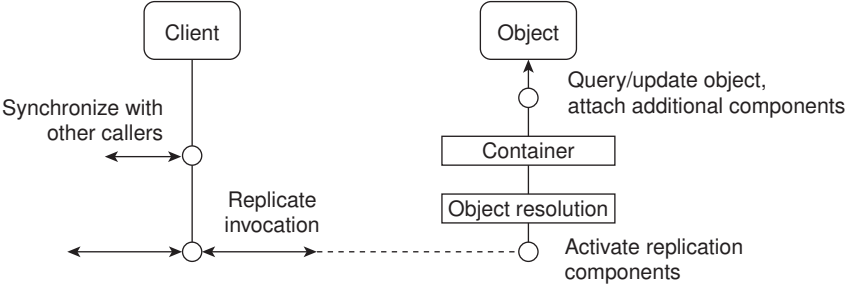 Client
Object
Query/update object,
attach additional components
Synchronize with
other callers
Container
Replicate
invocation
Object resolution
Activate replication
components